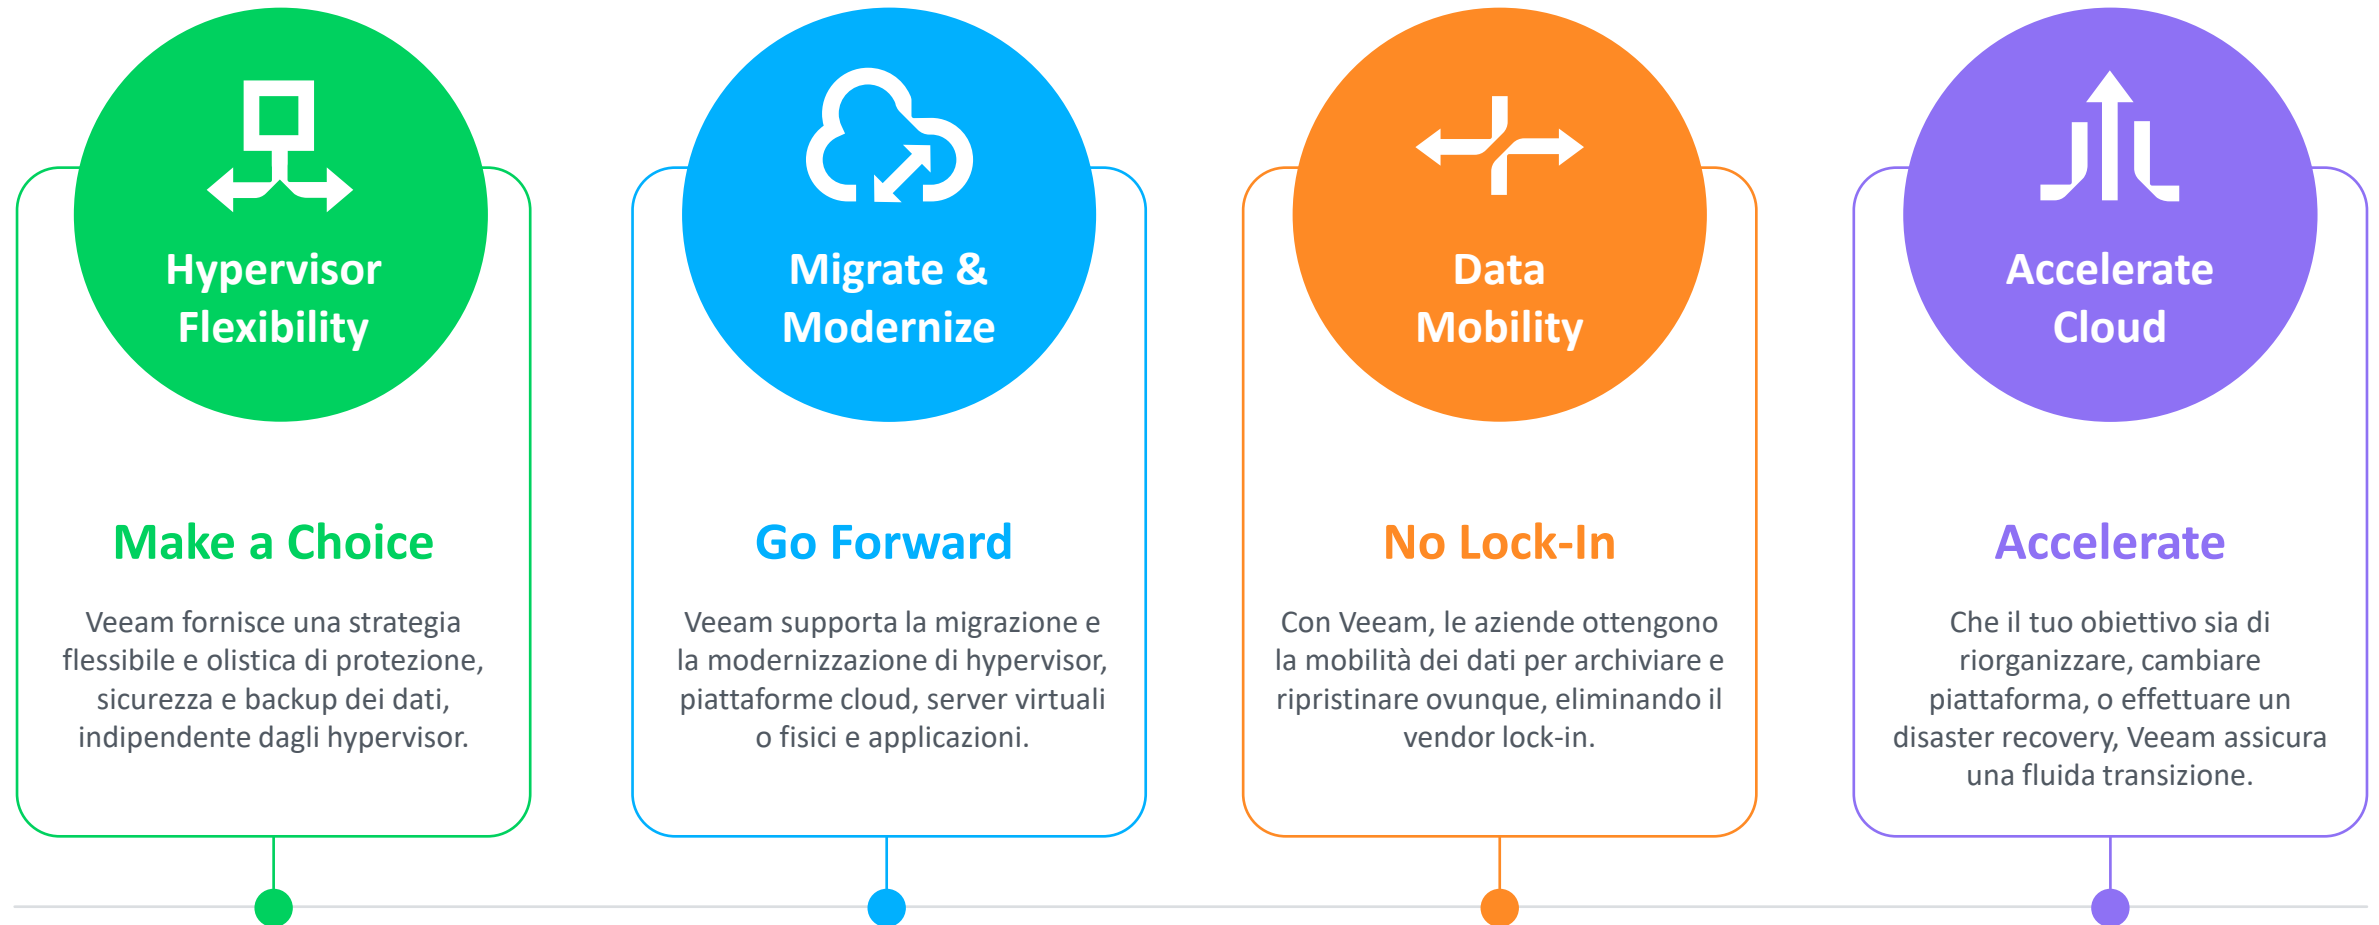 Hypervisor
Flexibility
Make a Choice
Veeam fornisce una strategia
flessibile e olistica di protezione,
sicurezza e backup dei dati,
indipendente dagli hypervisor.
Migrate &
Modernize
Go Forward
Veeam supporta la migrazione e
la modernizzazione di hypervisor,
piattaforme cloud, server virtuali
o fisici e applicazioni.
Data
Mobility
No Lock-In
Con Veeam, le aziende ottengono
la mobilità dei dati per archiviare e
ripristinare ovunque, eliminando il
vendor lock-in.
Accelerate
Cloud
Accelerate
Che il tuo obiettivo sia di
riorganizzare, cambiare
piattaforma, o effettuare un
disaster recovery, Veeam assicura
una fluida transizione.